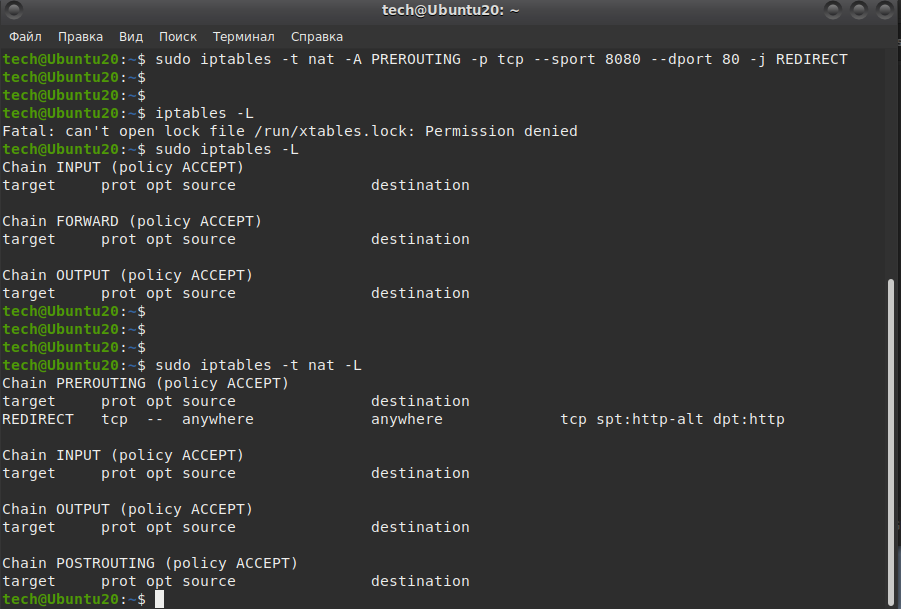 tech@Ubuntu20: ~
Файл Правка Вид Поиск Терминал Справка
tech@Ubuntu20:~$ sudo iptables -t nat -A PREROUTING -p tcp --sport 8080 --dport 80 -j REDIRECT
tech@Ubuntu20:~$
tech@Ubuntu20:~$
tech@Ubuntu20:~$ iptables -L
Fatal: can't open lock file /run/xtables.lock: Permission denied
tech@Ubuntu20:~$ sudo iptables -L
Chain INPUT (policy ACCEPT)
target     prot opt source               destination

Chain FORWARD (policy ACCEPT)
target     prot opt source               destination

Chain OUTPUT (policy ACCEPT)
target     prot opt source               destination
tech@Ubuntu20:~$
tech@Ubuntu20:~$
tech@Ubuntu20:~$
tech@Ubuntu20:~$ sudo iptables -t nat -L
Chain PREROUTING (policy ACCEPT)
target     prot opt source               destination
REDIRECT   tcp  --  anywhere             anywhere             tcp spt:http-alt dpt:http

Chain INPUT (policy ACCEPT)
target     prot opt source               destination

Chain OUTPUT (policy ACCEPT)
target     prot opt source               destination

Chain POSTROUTING (policy ACCEPT)
target     prot opt source               destination
tech@Ubuntu20:~$